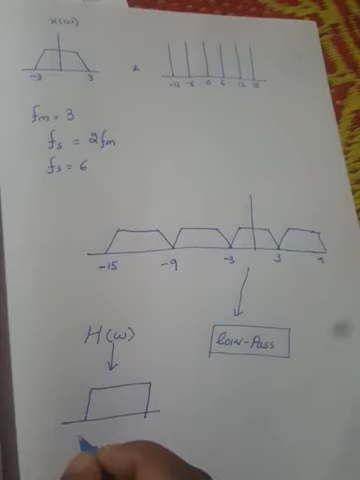 X(ω)
-3 3
*
-12 -6 0 6 12 18
fm = 3
fs = 2fm
fs = 6
-15 -9 -3 3 9
H(ω)
Low-Pass